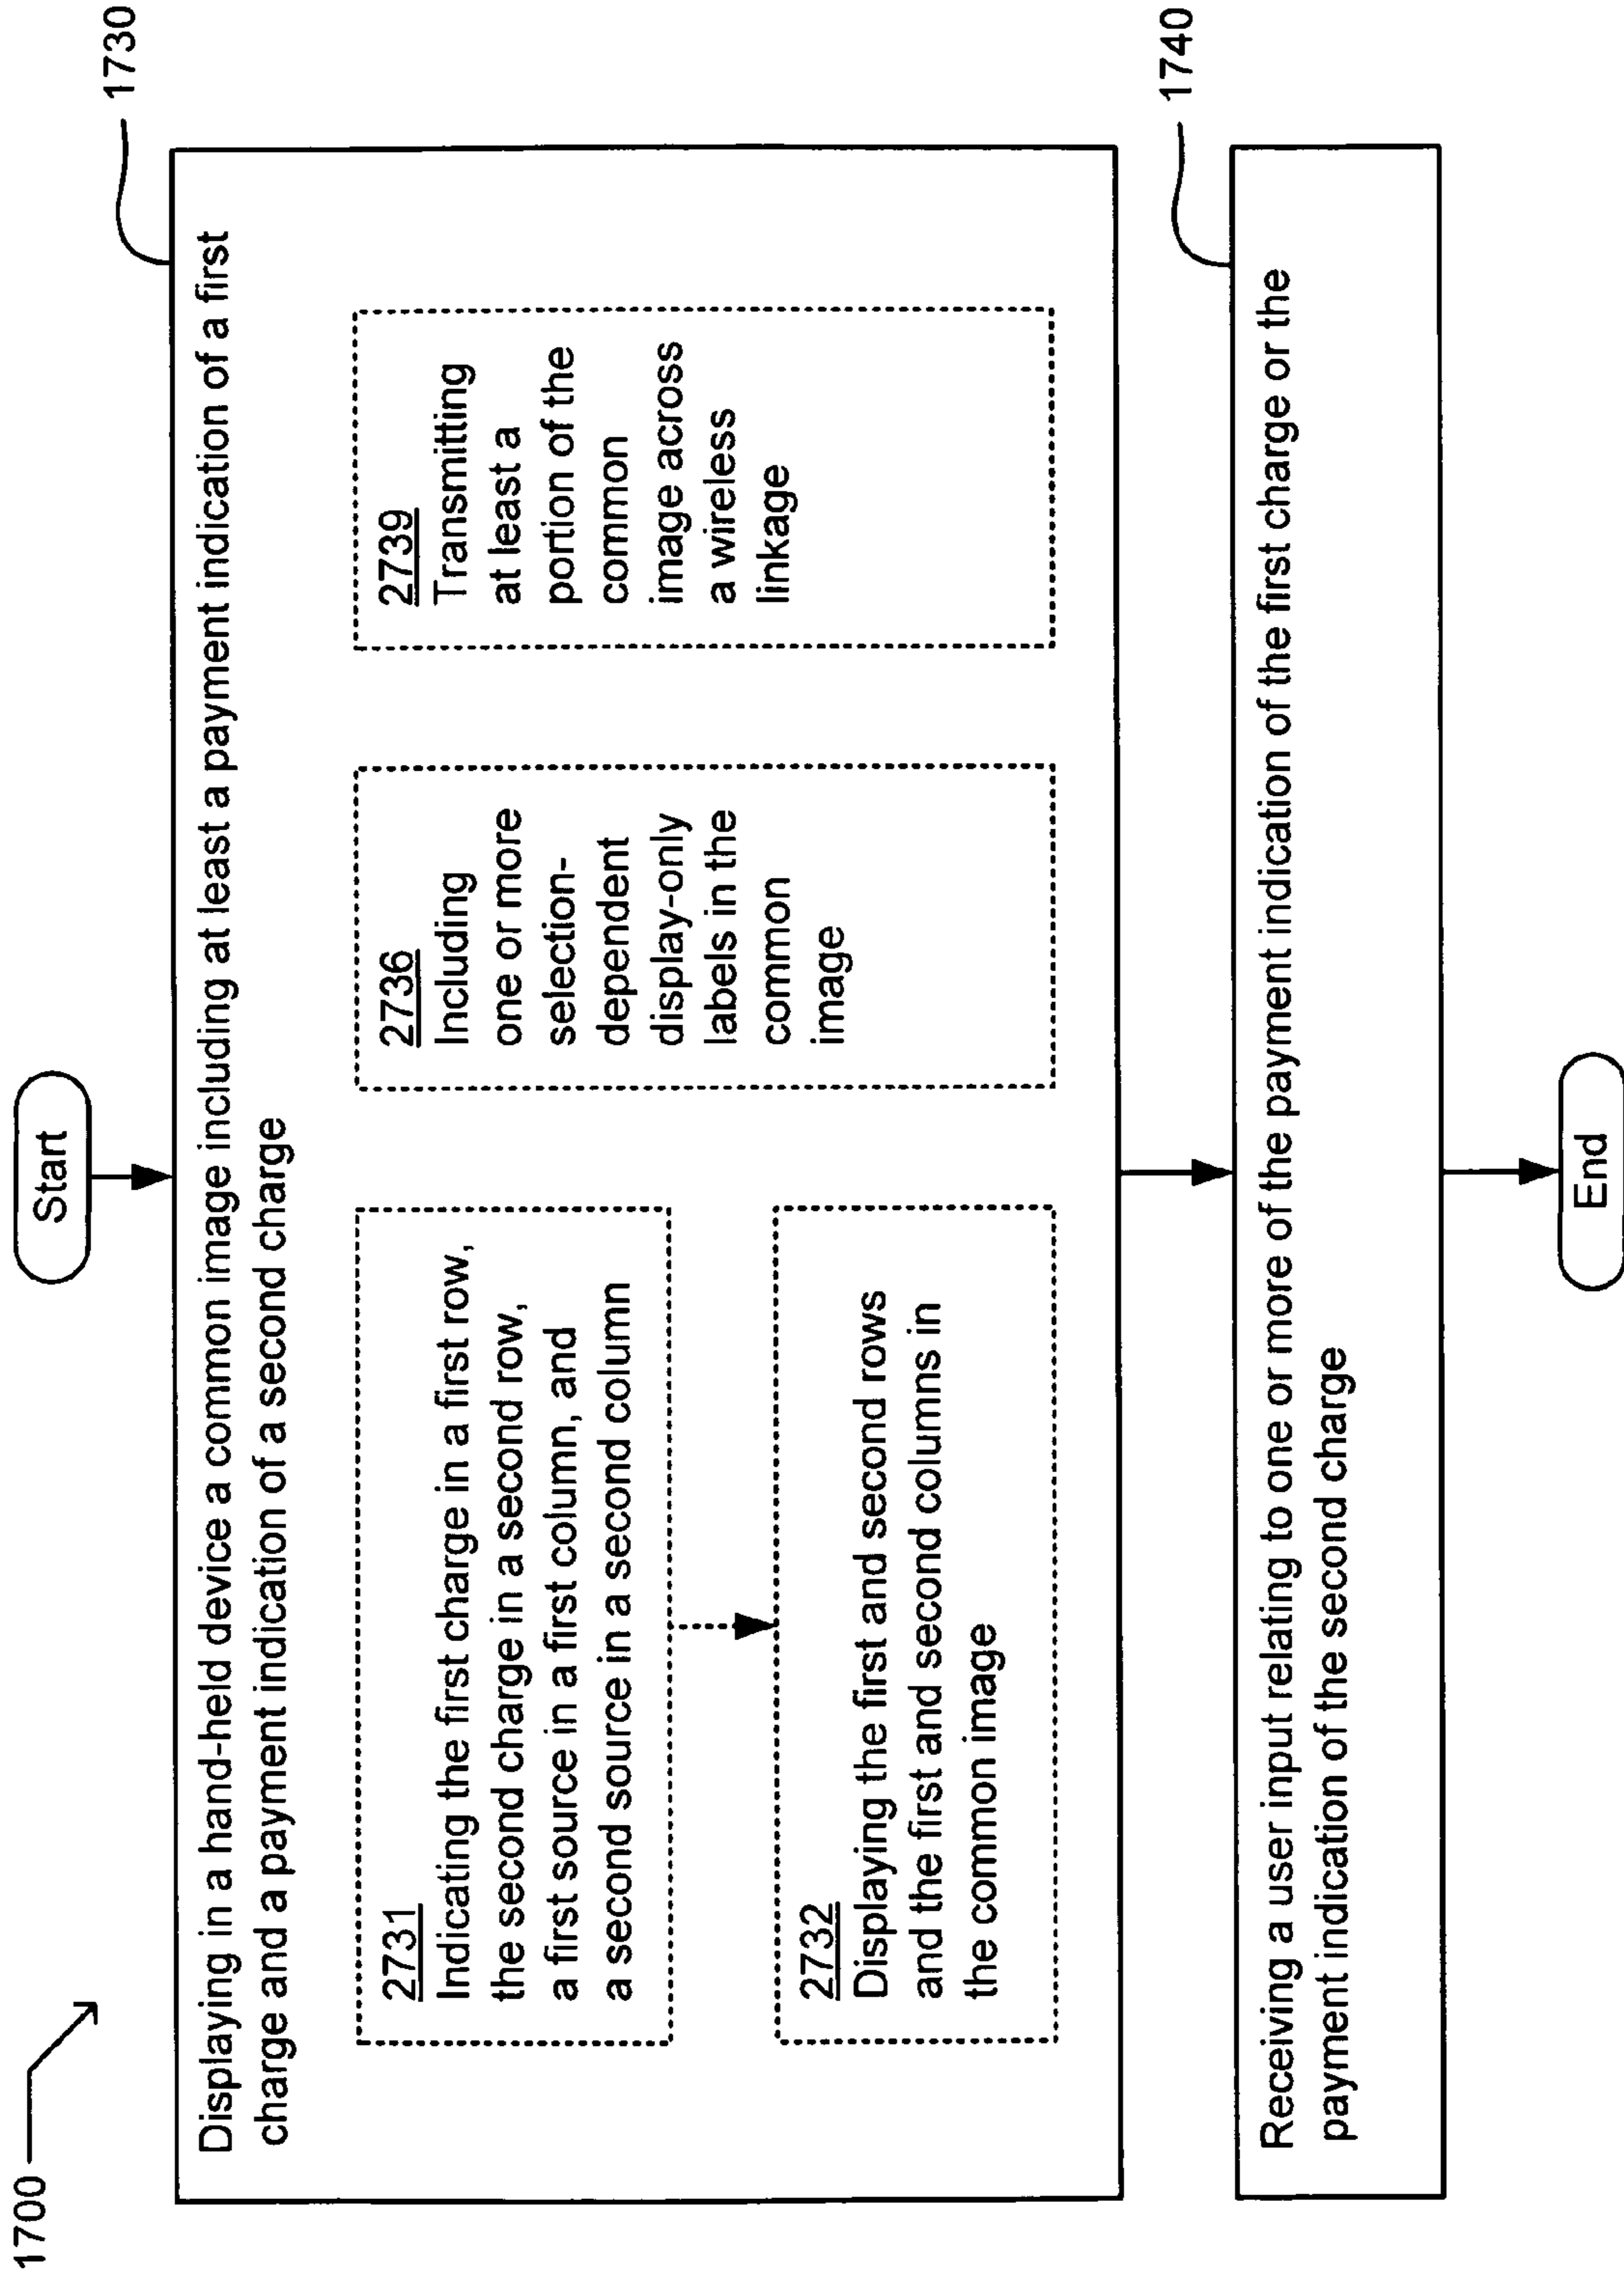 1700
Start
1730
Displaying in a hand-held device a common image including at least a payment indication of a first
charge and a payment indication of a second charge
2731
Indicating the first charge in a first row,
the second charge in a second row,
a first source in a first column, and
a second source in a second column
2732
Displaying the first and second rows
and the first and second columns in
the common image
2736
Including
one or more
selection-
dependent
display-only
labels in the
common
image
2739
Transmitting
at least a
portion of the
common
image across
a wireless
linkage
1740
Receiving a user input relating to one or more of the payment indication of the first charge or the
payment indication of the second charge
End